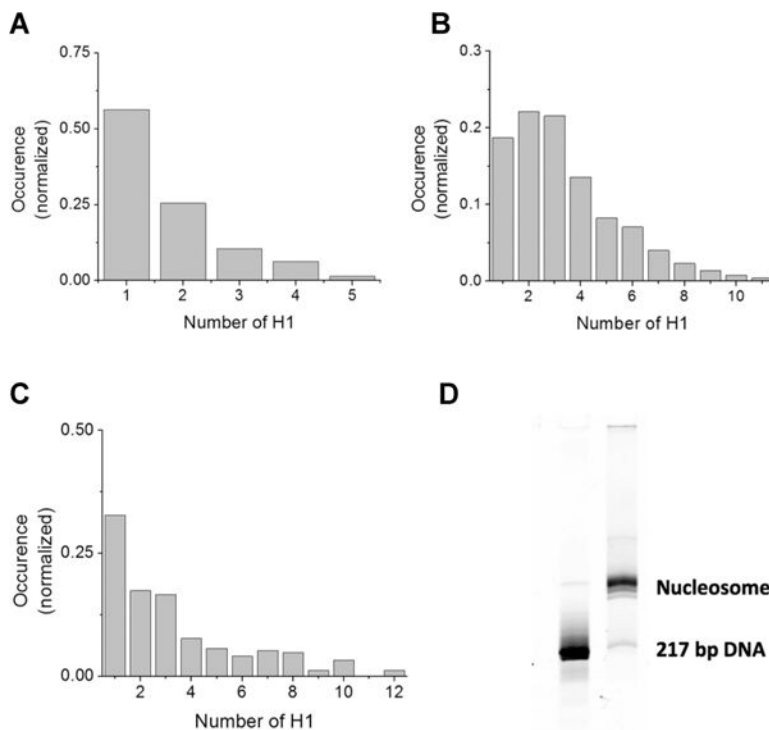 A
0.75
0.50
0.25
0.00
Occurence
(normalized)
1 2 3 4 5
Number of H1
B
0.3
0.2
0.1
0.0
Occurence
(normalized)
2 4 6 8 10
Number of H1
C
0.50
0.25
0.00
Occurence
(normalized)
2 4 6 8 10 12
Number of H1
D
Nucleosome
217 bp DNA